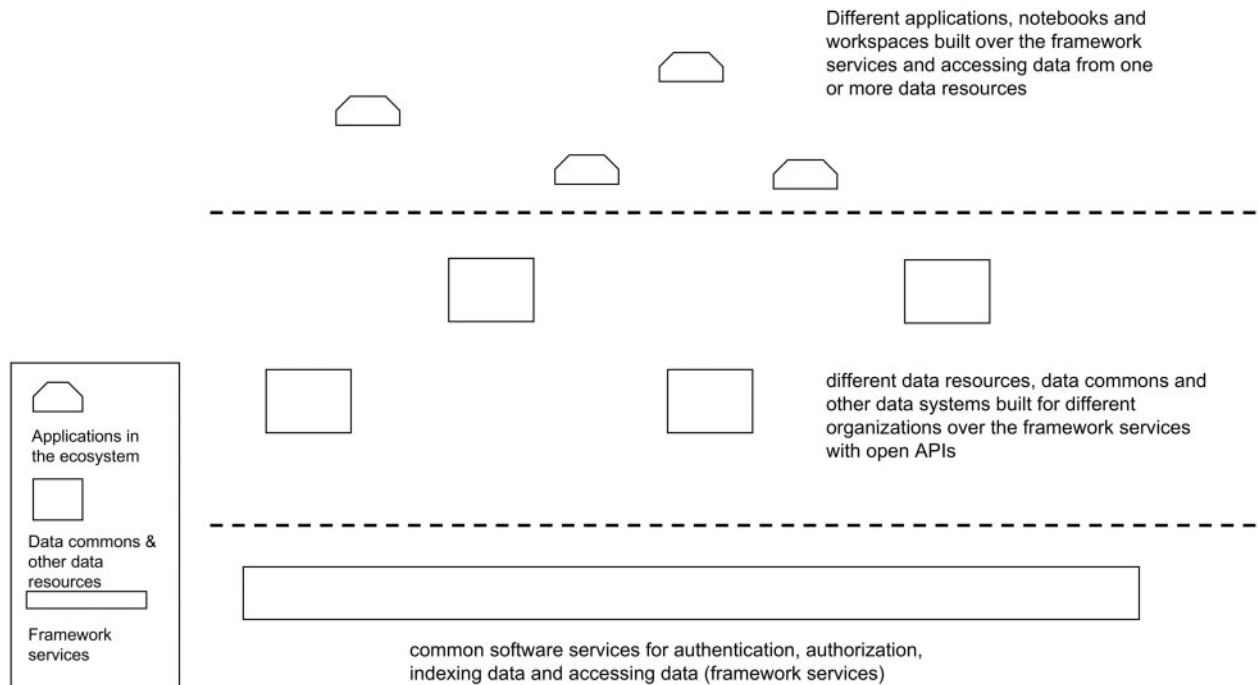 Different applications, notebooks and
workspaces built over the framework
services and accessing data from one
or more data resources
different data resources, data commons and
other data systems built for different
organizations over the framework services
with open APIs
Applications in
the ecosystem
Data commons &
other data
resources
Framework
services
common software services for authentication, authorization,
indexing data and accessing data (framework services)